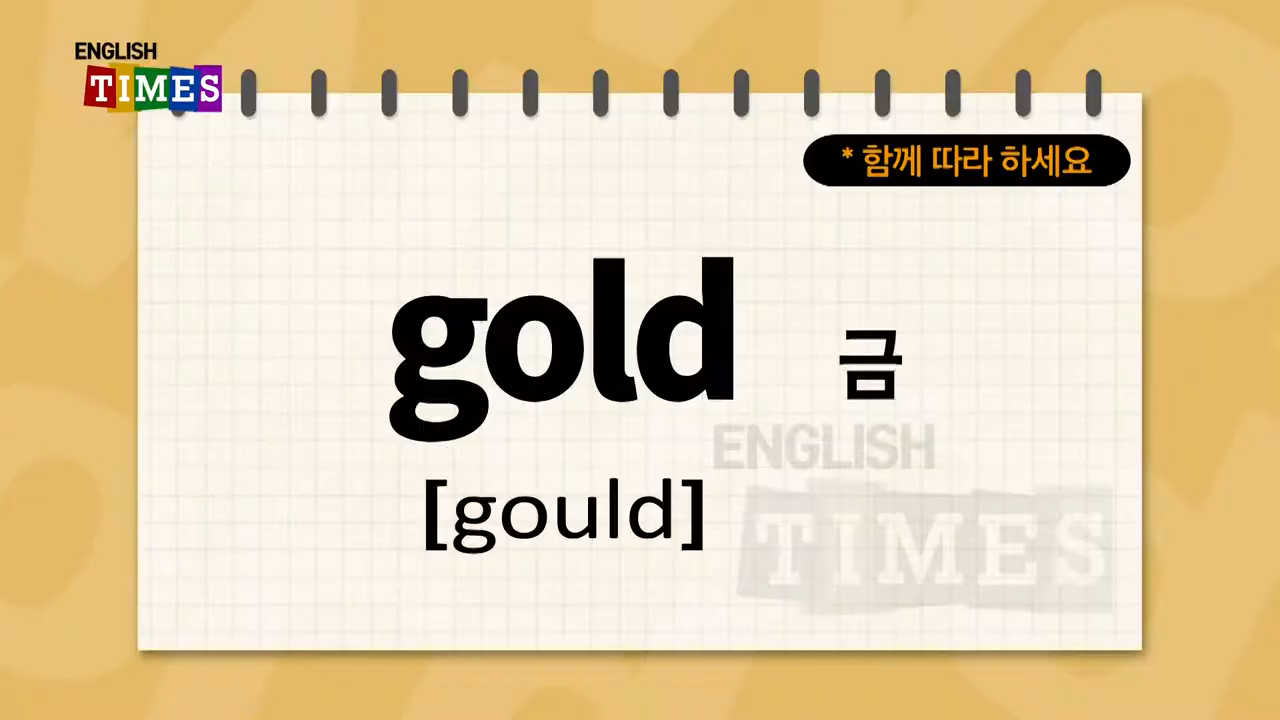 ENGLISH
TIMES
* 함께 따라 하세요
gold 금
[gould]
ENGLISH
TIMES